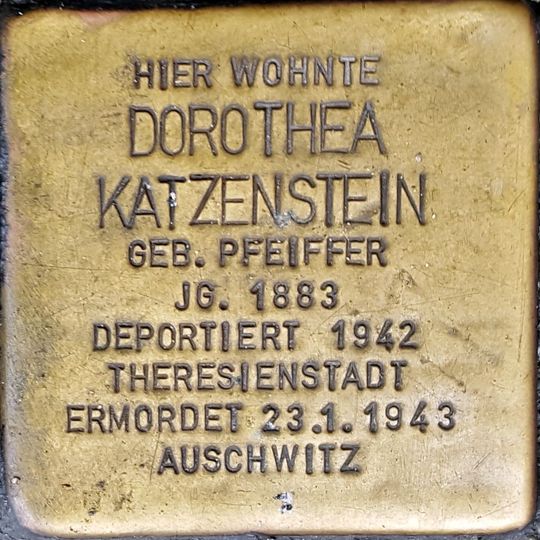 HIER WOHNTE
DOROTHEA
KATZENSTEIN
GEB. PFEIFFER
JG. 1883
DEPORTIERT 1942
THERESIENSTADT
ERMORDET 23.1.1943
AUSCHWITZ